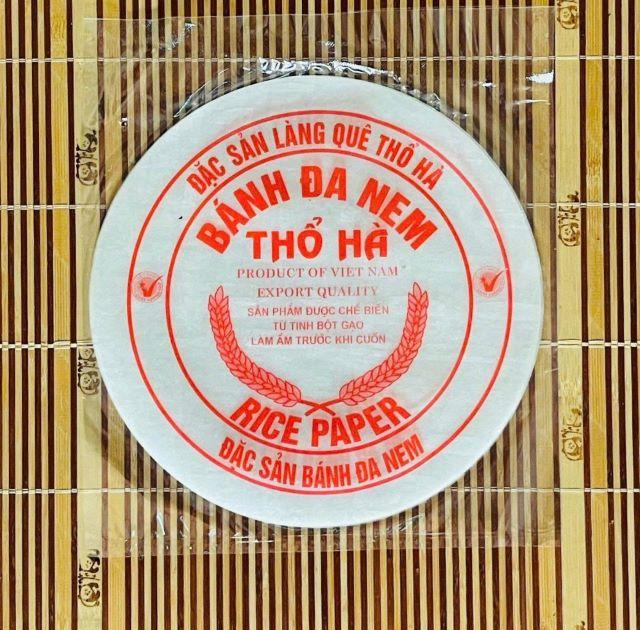 ĐẶC SẢN LÀNG QUÊ THỔ HÀ
BÁNH ĐA NEM
THỔ HÀ
PRODUCT OF VIET NAM
EXPORT QUALITY
SẢN PHẨM ĐƯỢC CHẾ BIẾN
TỪ TINH BỘT GẠO
LÀM ẨM TRƯỚC KHI CUỐN
RICE PAPER
ĐẶC SẢN BÁNH ĐA NEM